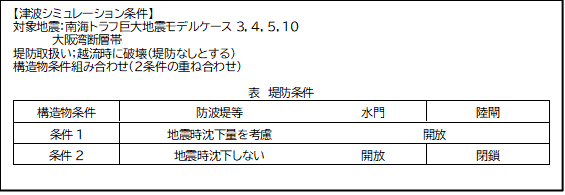 【津波シミュレーション条件】
対象地震：南海トラフ巨大地震モデルケース 3，4，5，10
大阪湾断層帯
堤防取扱い：越流時に破壊（堤防なしとする）
構造物条件組み合わせ（2条件の重ね合わせ）
表　堤防条件
構造物条件 防波堤等 水門 陸閘
条件1 地震時沈下量を考慮 開放
条件2 地震時沈下しない 開放 閉鎖